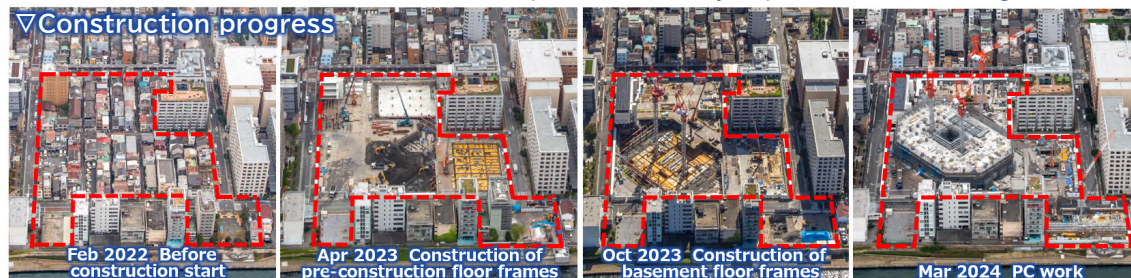 ▽Construction progress
Feb 2022 Before
construction start
Apr 2023 Construction of
pre-construction floor frames
Oct 2023 Construction of
basement floor frames
Mar 2024 PC work